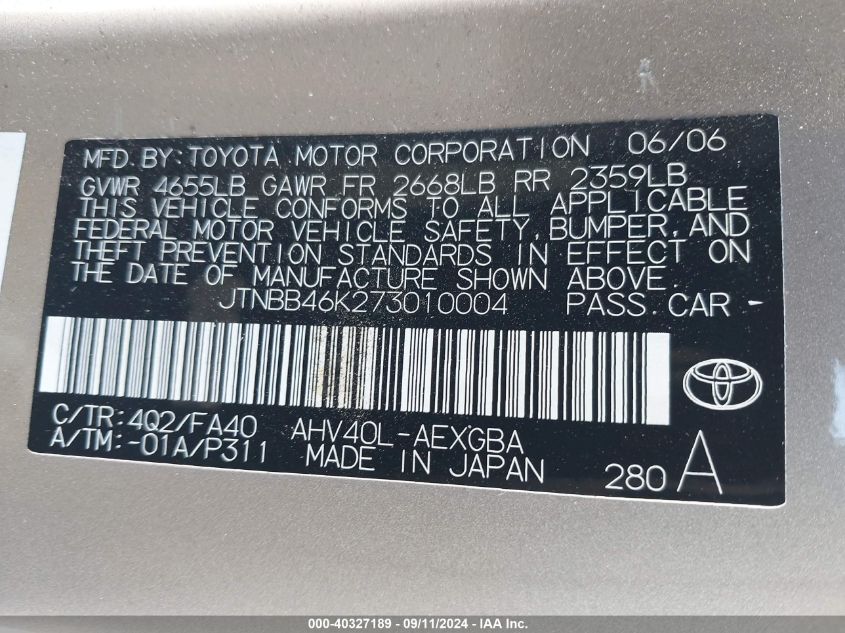 MFD. BY: TOYOTA MOTOR CORPORATION 06/06
GVWR 4655LB GAWR FR 2668LB RR 2359LB
THIS VEHICLE CONFORMS TO ALL APPLICABLE
FEDERAL MOTOR VEHICLE SAFETY, BUMPER, AND
THEFT PREVENTION STANDARDS IN EFFECT ON
THE DATE OF MANUFACTURE SHOWN ABOVE.
JTNBB46K273010004 PASS. CAR
C/TR: 4Q2/FA40 AHV40L-AEXGBA
A/TM: -01A/P311 MADE IN JAPAN 280 A
000-40327189 - 09/11/2024 - IAA Inc.